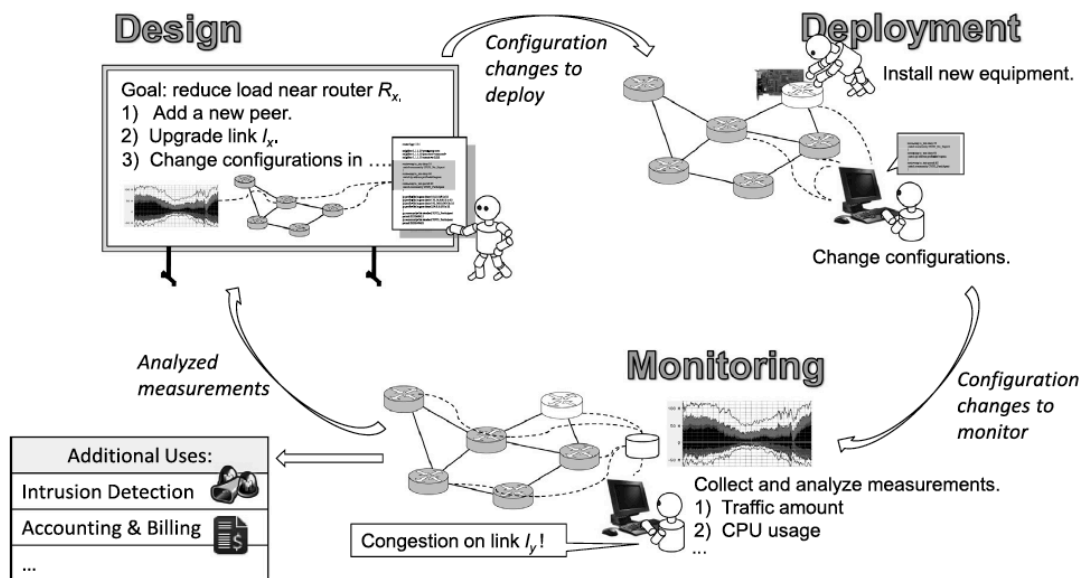 Design
Goal: reduce load near router Rx,
1) Add a new peer.
2) Upgrade link lx.
3) Change configurations in ...
Configuration
changes to
deploy
Deployment
Install new equipment.
Change configurations.
Configuration
changes to
monitor
Monitoring
Collect and analyze measurements.
1) Traffic amount
2) CPU usage
...
Congestion on link ly!
Analyzed
measurements
Additional Uses:
Intrusion Detection
Accounting & Billing
$
...